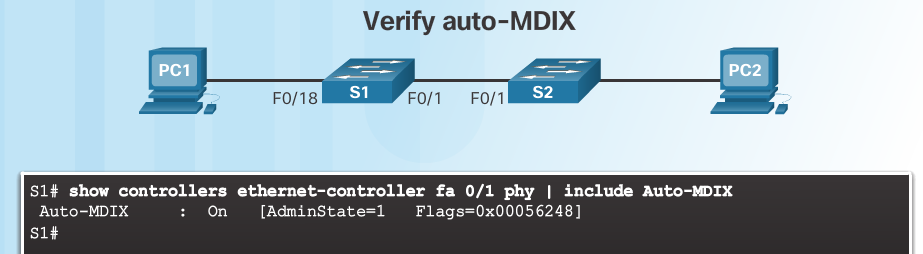 Verify auto-MDIX
PC1
PC2
S1
S2
F0/18
F0/1
F0/1
S1# show controllers ethernet-controller fa 0/1 phy | include Auto-MDIX
Auto-MDIX : On [AdminState=1 Flags=0x00056248]
S1#